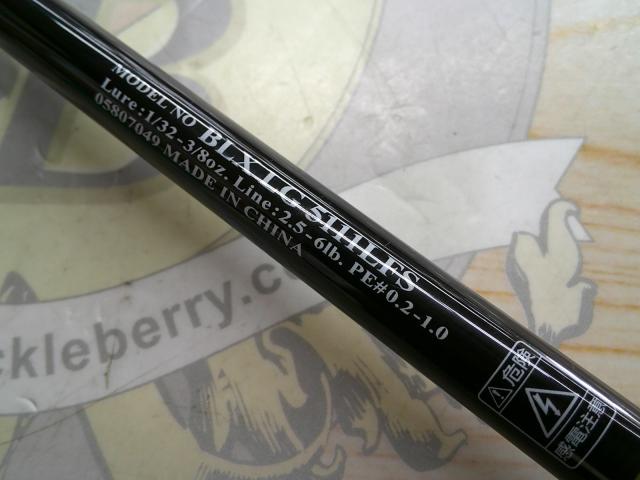 MODEL NO BLX LG 5111LFS
Lure:1/32-3/8oz. Line:2.5-6lb. PE#0.2-1.0
05807049 MADE IN CHINA
危険
感電注意
ckleberry.c
B